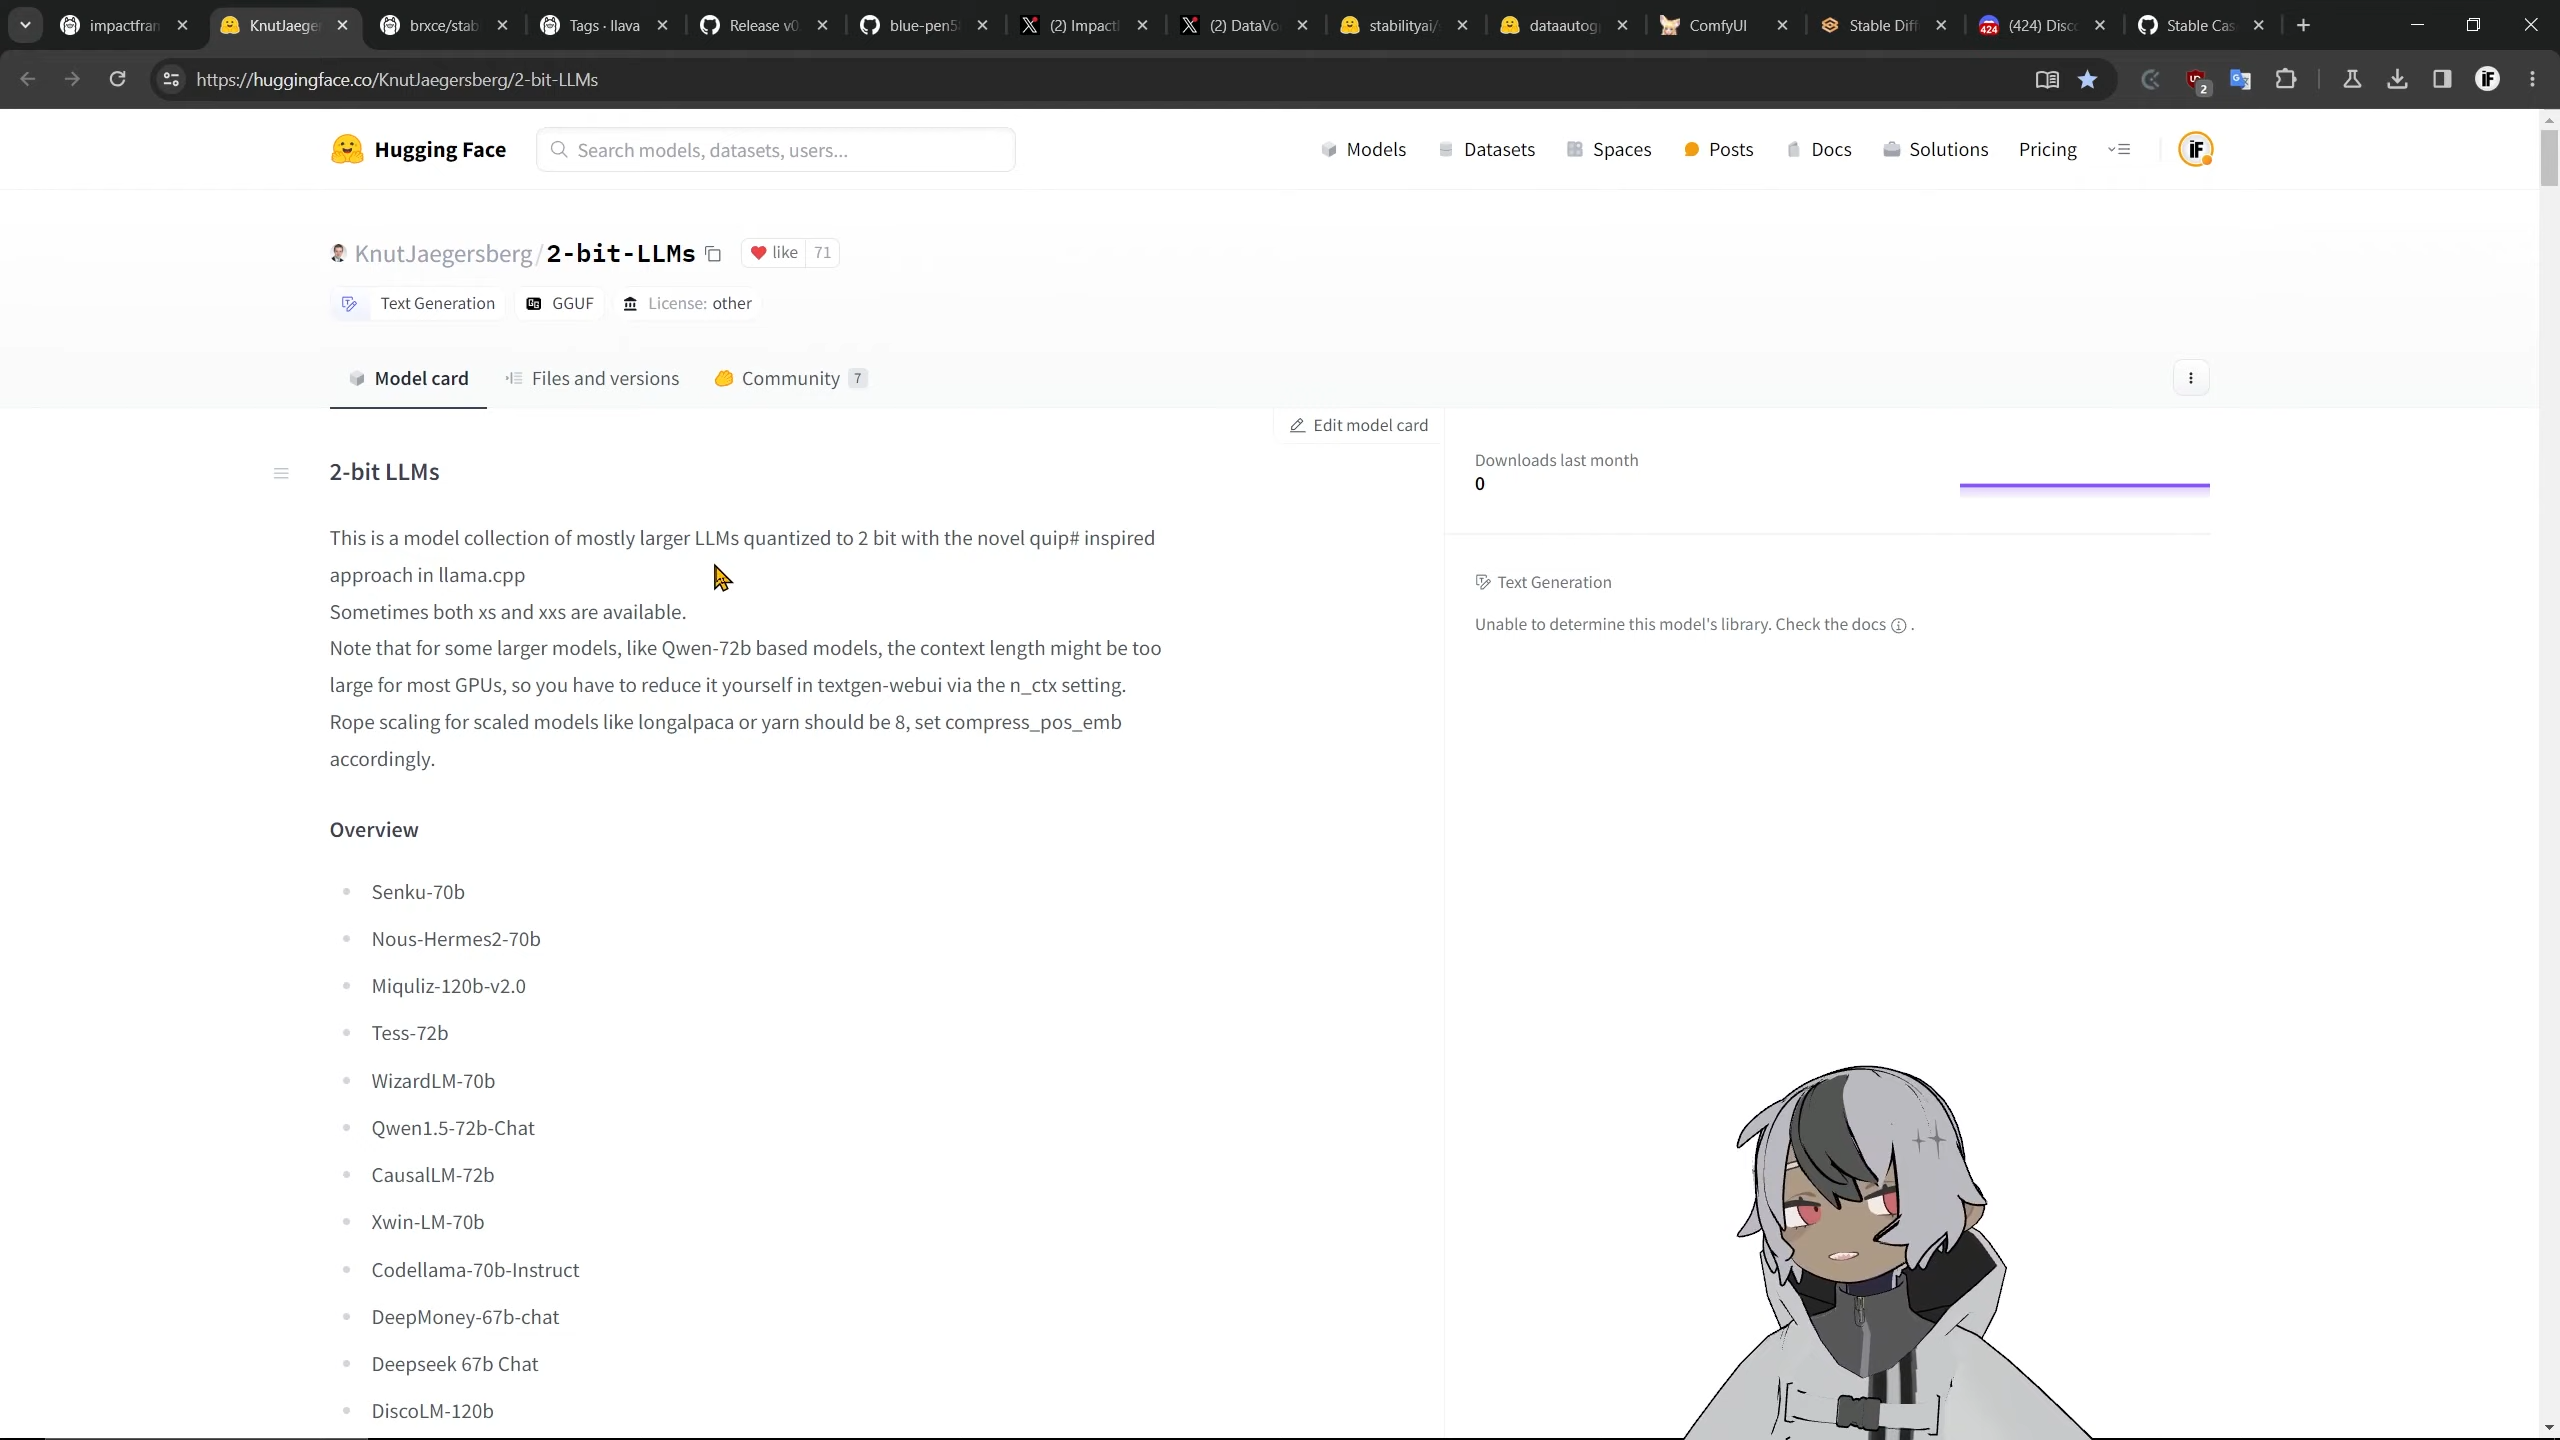 impactfran
KnutJaege
brxce/stab
Tags · llava
Release v0
blue-pen5
(2) Impact
(2) DataVo
stabilityai/
dataautog
ComfyUI
Stable Diff
424
(424) Disc
Stable Cas
https://huggingface.co/KnutJaegersberg/2-bit-LLMs
2
iF
Hugging Face
Search models, datasets, users...
Models
Datasets
Spaces
Posts
Docs
Solutions
Pricing
iF
KnutJaegersberg/2-bit-LLMs
like 71
Text Generation
GGUF
License: other
Model card
Files and versions
Community 7
Edit model card
2-bit LLMs
This is a model collection of mostly larger LLMs quantized to 2 bit with the novel quip# inspired
approach in llama.cpp
Sometimes both xs and xxs are available.
Note that for some larger models, like Qwen-72b based models, the context length might be too
large for most GPUs, so you have to reduce it yourself in textgen-webui via the n_ctx setting.
Rope scaling for scaled models like longalpaca or yarn should be 8, set compress_pos_emb
accordingly.
Overview
Senku-70b
Nous-Hermes2-70b
Miquliz-120b-v2.0
Tess-72b
WizardLM-70b
Qwen1.5-72b-Chat
CausalLM-72b
Xwin-LM-70b
Codellama-70b-Instruct
DeepMoney-67b-chat
Deepseek 67b Chat
DiscoLM-120b
Downloads last month
0
Text Generation
Unable to determine this model's library. Check the docs .